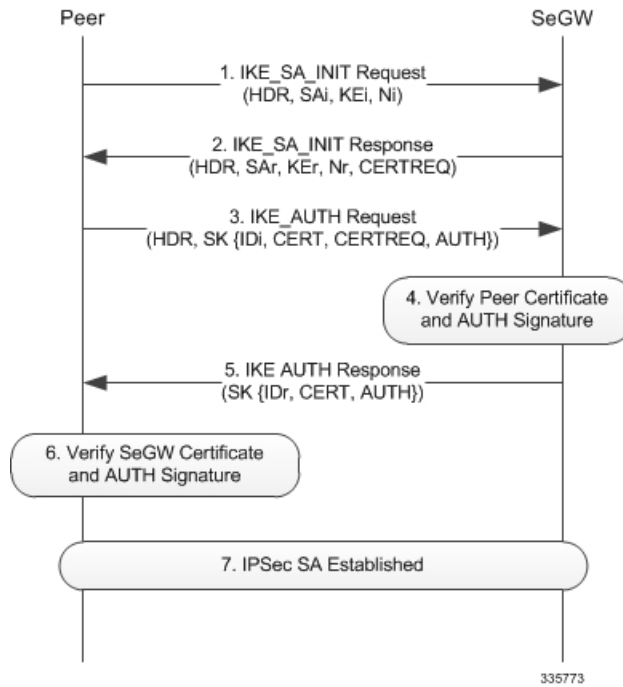 Peer
SeGW
1. IKE_SA_INIT Request
(HDR, SAi, KEi, Ni)
2. IKE_SA_INIT Response
(HDR, SAr, KEr, Nr, CERTREQ)
3. IKE_AUTH Request
(HDR, SK {IDi, CERT, CERTREQ, AUTH})
4. Verify Peer Certificate
and AUTH Signature
5. IKE AUTH Response
(SK {IDr, CERT, AUTH})
6. Verify SeGW Certificate
and AUTH Signature
7. IPSec SA Established
335773